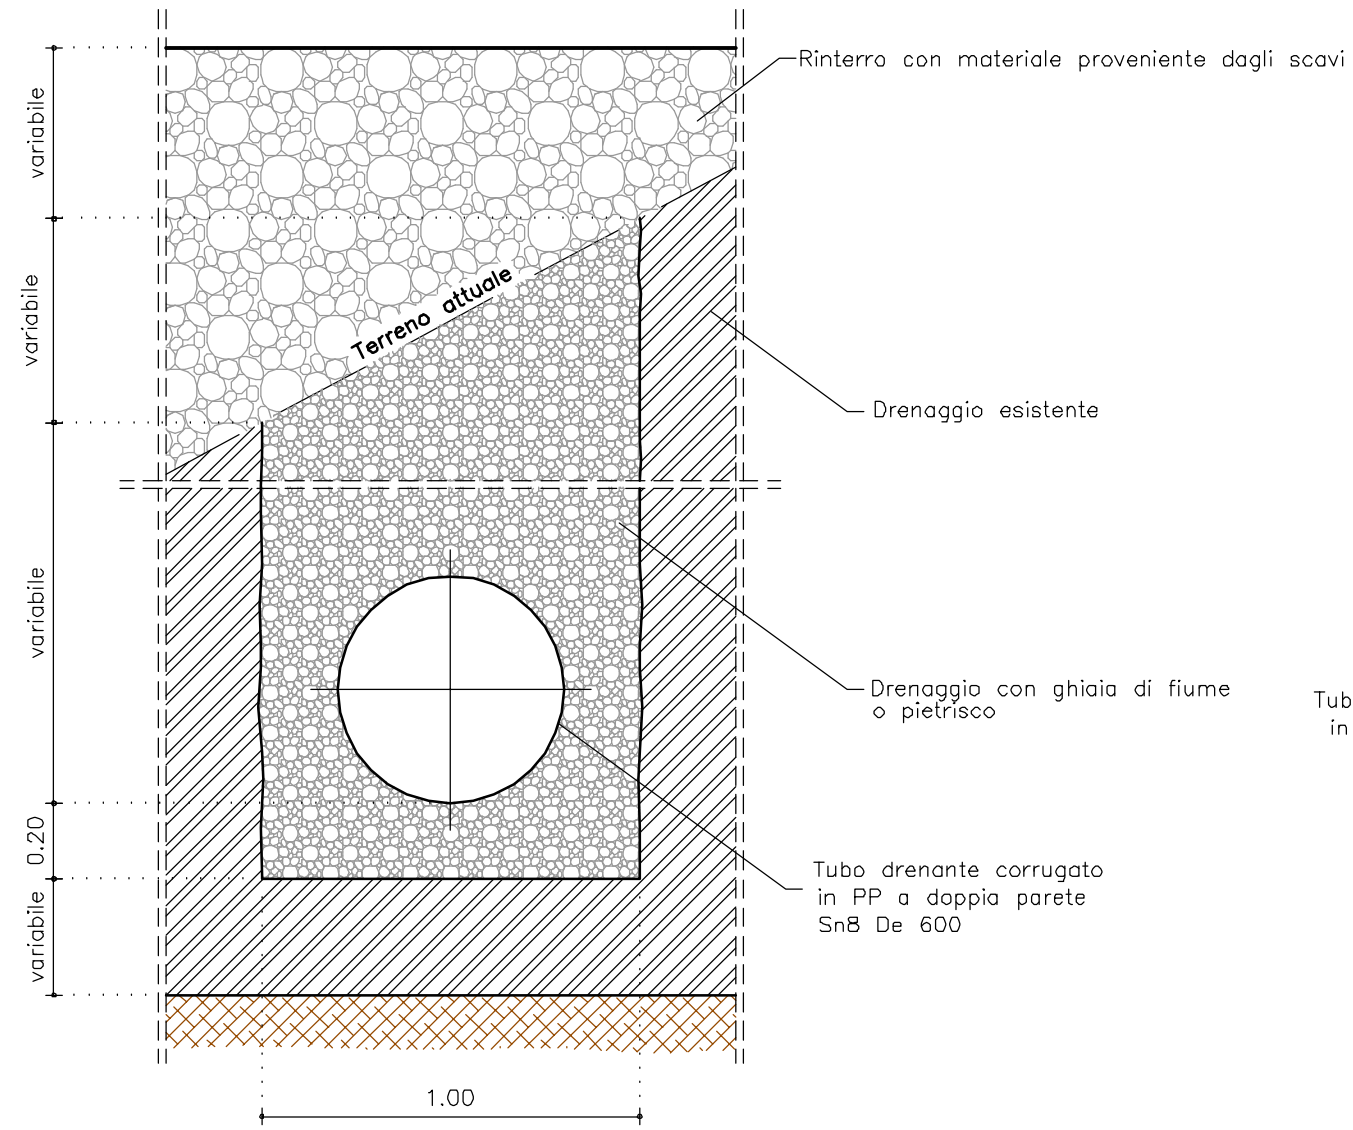 Rinterro con materiale proveniente dagli scavi
variabile
variabile
Terreno attuale
Drenaggio esistente
variabile
Drenaggio con ghiaia di fiume
o pietrisco
Tub
in
0.20
Tubo drenante corrugato
in PP a doppia parete
Sn8 De 600
variabile
1.00